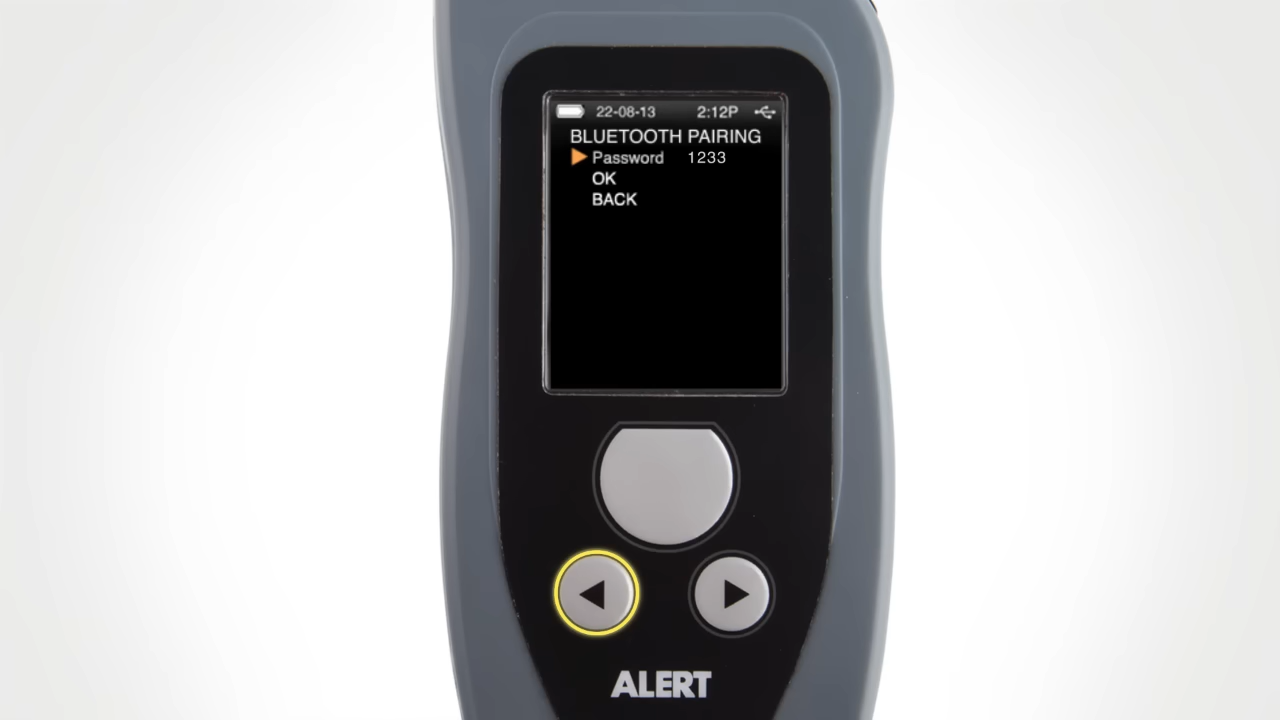 22-08-13 2:12P
BLUETOOTH PAIRING
Password 1233
OK
BACK
ALERT